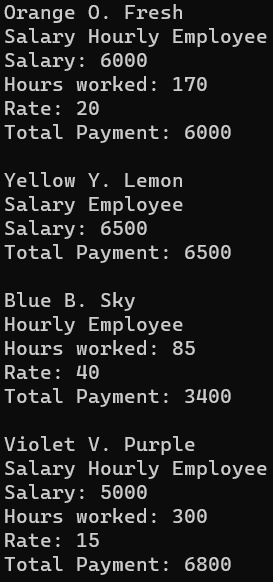 Orange O. Fresh
Salary Hourly Employee
Salary: 6000
Hours worked: 170
Rate: 20
Total Payment: 6000
Yellow Y. Lemon
Salary Employee
Salary: 6500
Total Payment: 6500
Blue B. Sky
Hourly Employee
Hours worked: 85
Rate: 40
Total Payment: 3400
Violet V. Purple
Salary Hourly Employee
Salary: 5000
Hours worked: 300
Rate: 15
Total Payment: 6800